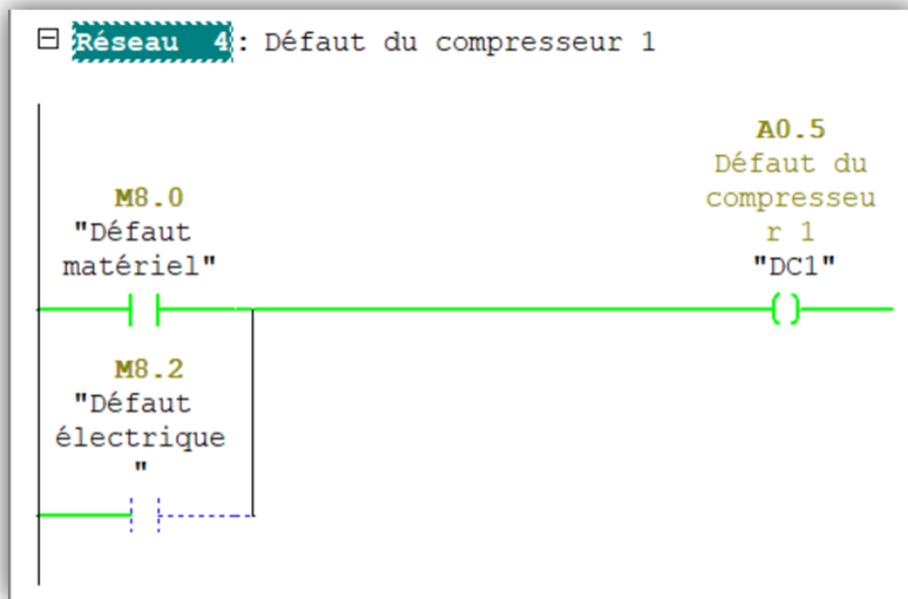 Réseau 4: Défaut du compresseur 1
A0.5
Défaut du
compresseu
r 1
"DC1"
M8.0
"Défaut
matériel"
M8.2
"Défaut
électrique
"